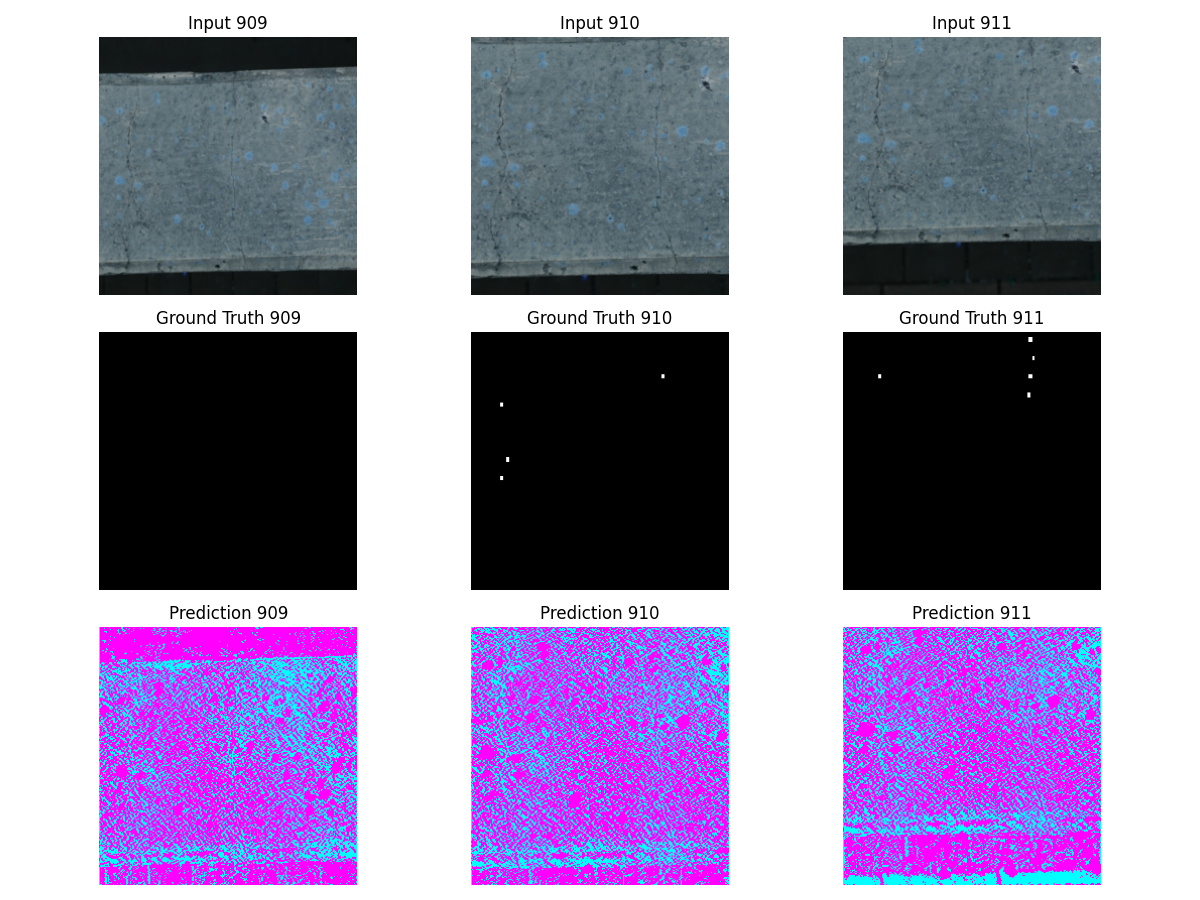 Input 909
Input 910
Input 911
Ground Truth 909
Ground Truth 910
Ground Truth 911
Prediction 909
Prediction 910
Prediction 911